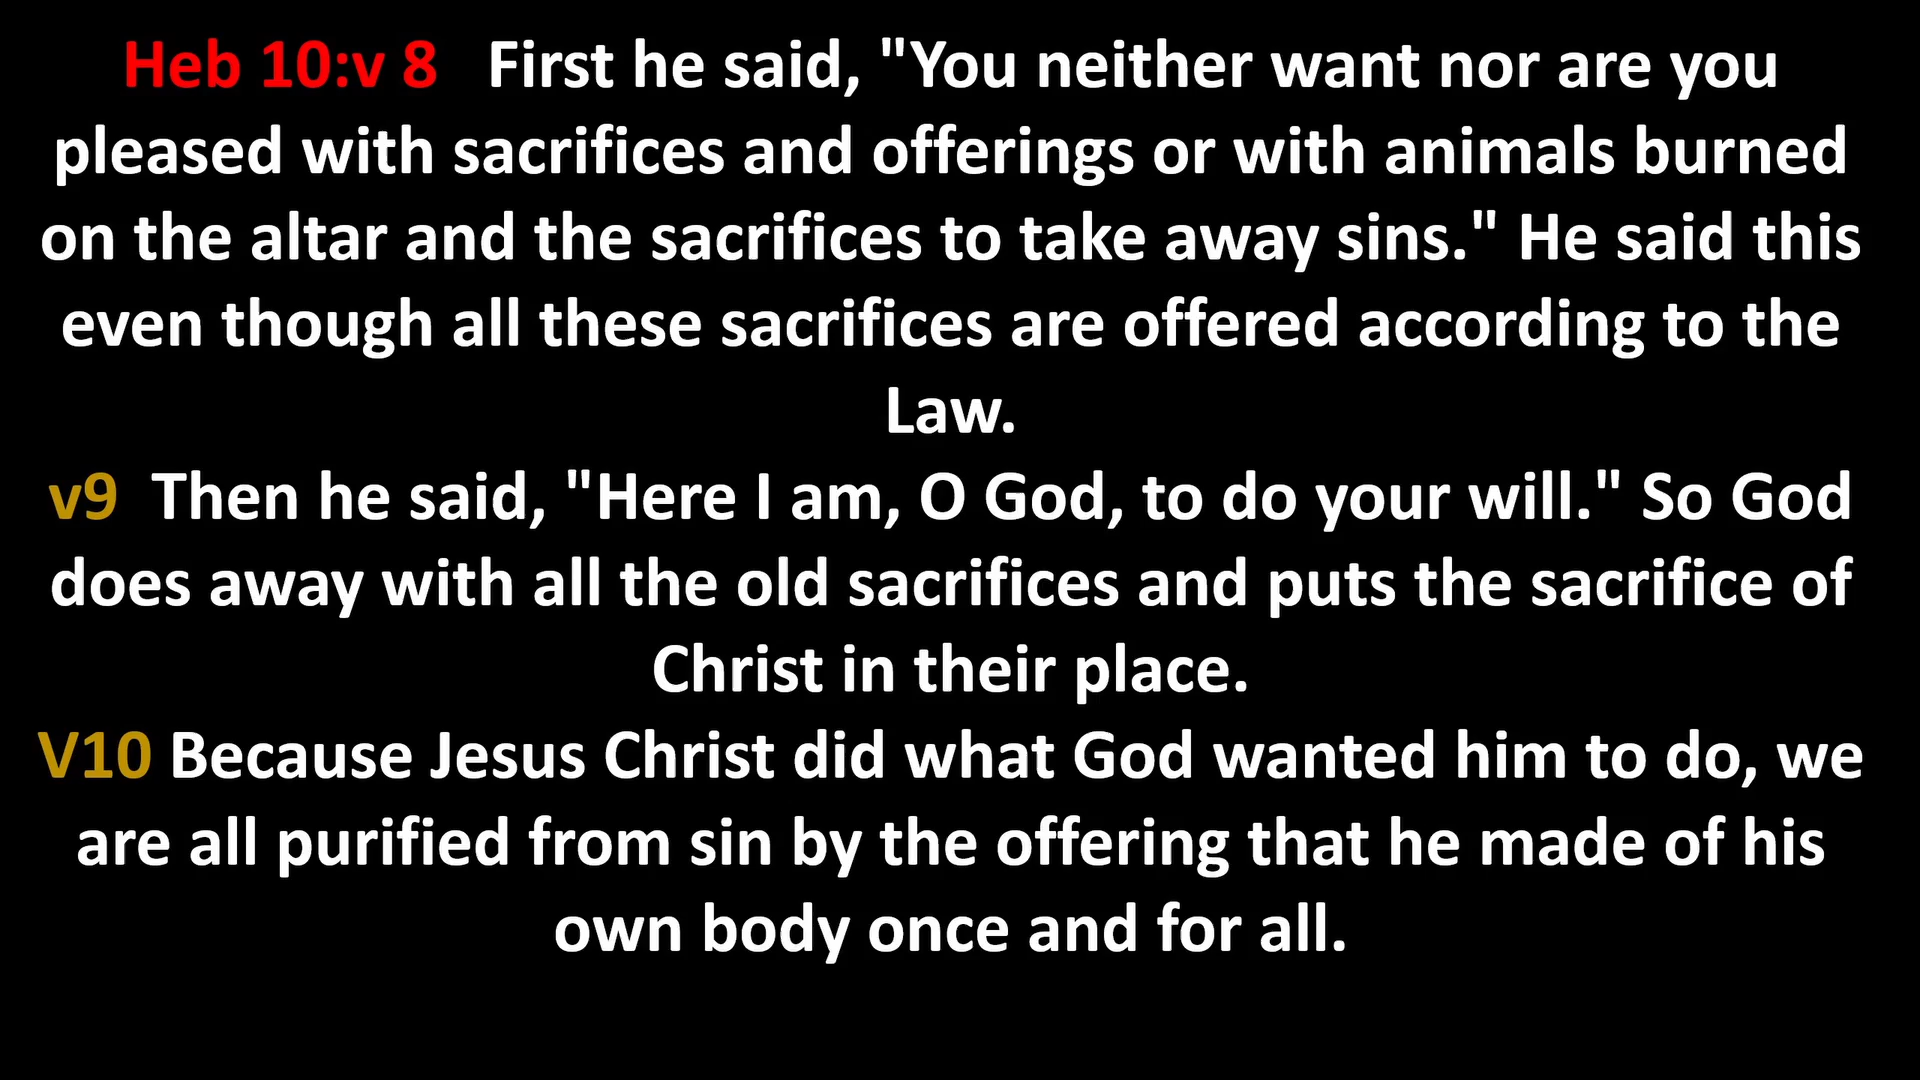 Heb 10:v 8 First he said, "You neither want nor are you
pleased with sacrifices and offerings or with animals burned
on the altar and the sacrifices to take away sins." He said this
even though all these sacrifices are offered according to the
Law.
v9 Then he said, "Here I am, O God, to do your will." So God
does away with all the old sacrifices and puts the sacrifice of
Christ in their place.
V10 Because Jesus Christ did what God wanted him to do, we
are all purified from sin by the offering that he made of his
own body once and for all.